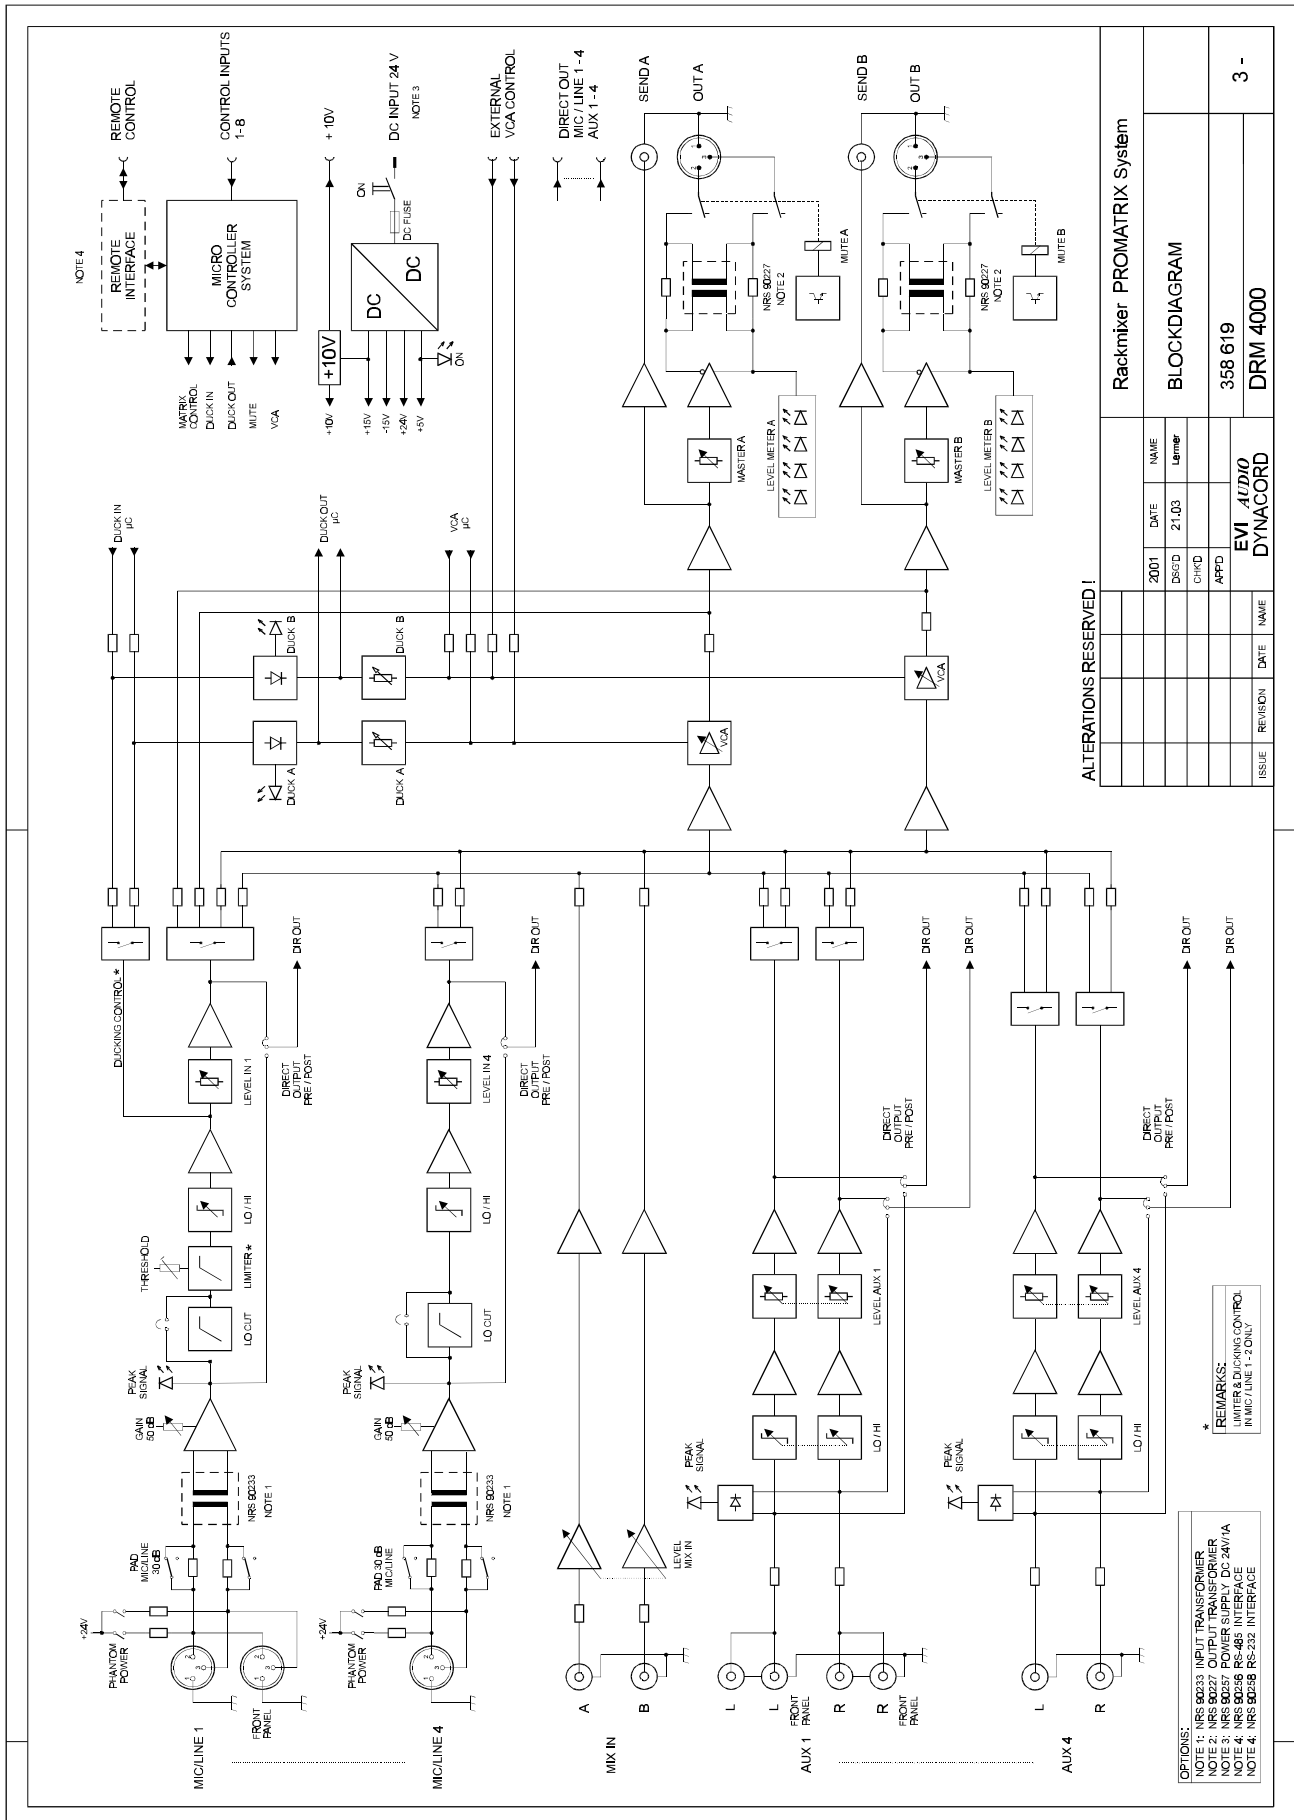 MIC/LINE 1
FRONT
PANEL
PHANTOM
POWER
+24V
PAD
MIC/LINE
30 dB
NRS 90233
NOTE 1
GAIN
50 dB
PEAK
SIGNAL
LO CUT
LIMITER *
THRESHOLD
LO / HI
LEVEL IN 1
DUCKING CONTROL *
DIRECT
OUTPUT
PRE / POST
DIR OUT
MIC/LINE 4
PHANTOM
POWER
+24V
PAD 30 dB
MIC/LINE
NRS 90233
NOTE 1
GAIN
50 dB
PEAK
SIGNAL
LO CUT
LO / HI
LEVEL IN 4
DIRECT
OUTPUT
PRE / POST
DIR OUT
MIX IN
A
B
LEVEL
MIX IN
AUX 1
L
L
FRONT
PANEL
R
R
FRONT
PANEL
PEAK
SIGNAL
LO / HI
LEVEL AUX 1
DIRECT
OUTPUT
PRE / POST
DIR OUT
DIR OUT
AUX 4
L
R
PEAK
SIGNAL
LO / HI
LEVEL AUX 4
DIRECT
OUTPUT
PRE / POST
DIR OUT
DIR OUT
DUCK IN
µC
DUCK OUT
µC
VCA
µC
DUCK A
DUCK B
DUCK A
DUCK B
VCA
VCA
NOTE 4
REMOTE
INTERFACE
REMOTE
CONTROL
MICRO
CONTROLLER
SYSTEM
CONTROL INPUTS
1-8
MATRIX
CONTROL
DUCK IN
DUCK OUT
MUTE
VCA
+10V
+10V
+ 10V
+15V
-15V
+24V
+5V
ON
DC
DC
DC FUSE
ON
DC INPUT 24 V
NOTE 3
EXTERNAL
VCA CONTROL
DIRECT OUT
MIC / LINE 1 - 4
AUX 1 - 4
SEND A
OUT A
MASTER A
LEVEL METER A
NRS 90227
NOTE 2
MUTE A
SEND B
OUT B
MASTER B
LEVEL METER B
NRS 90227
NOTE 2
MUTE B
*
REMARKS:
LIMITER & DUCKING CONTROL
IN MIC / LINE 1 - 2 ONLY
OPTIONS:
NOTE 1: NRS 90233 INPUT TRANSFORMER
NOTE 2: NRS 90227 OUTPUT TRANSFORMER
NOTE 3: NRS 90257 POWER SUPPLY DC 24V/1A
NOTE 4: NRS 90256 RS-485 INTERFACE
NOTE 4: NRS 90258 RS-232 INTERFACE
ALTERATIONS RESERVED !
ISSUE REVISION DATE NAME
2001 DATE NAME
DSG'D 21.03 Lermer
CHK'D
APP'D
EVI AUDIO
DYNACORD
Rackmixer PROMATRIX System
BLOCKDIAGRAM
358 619
DRM 4000
3 -